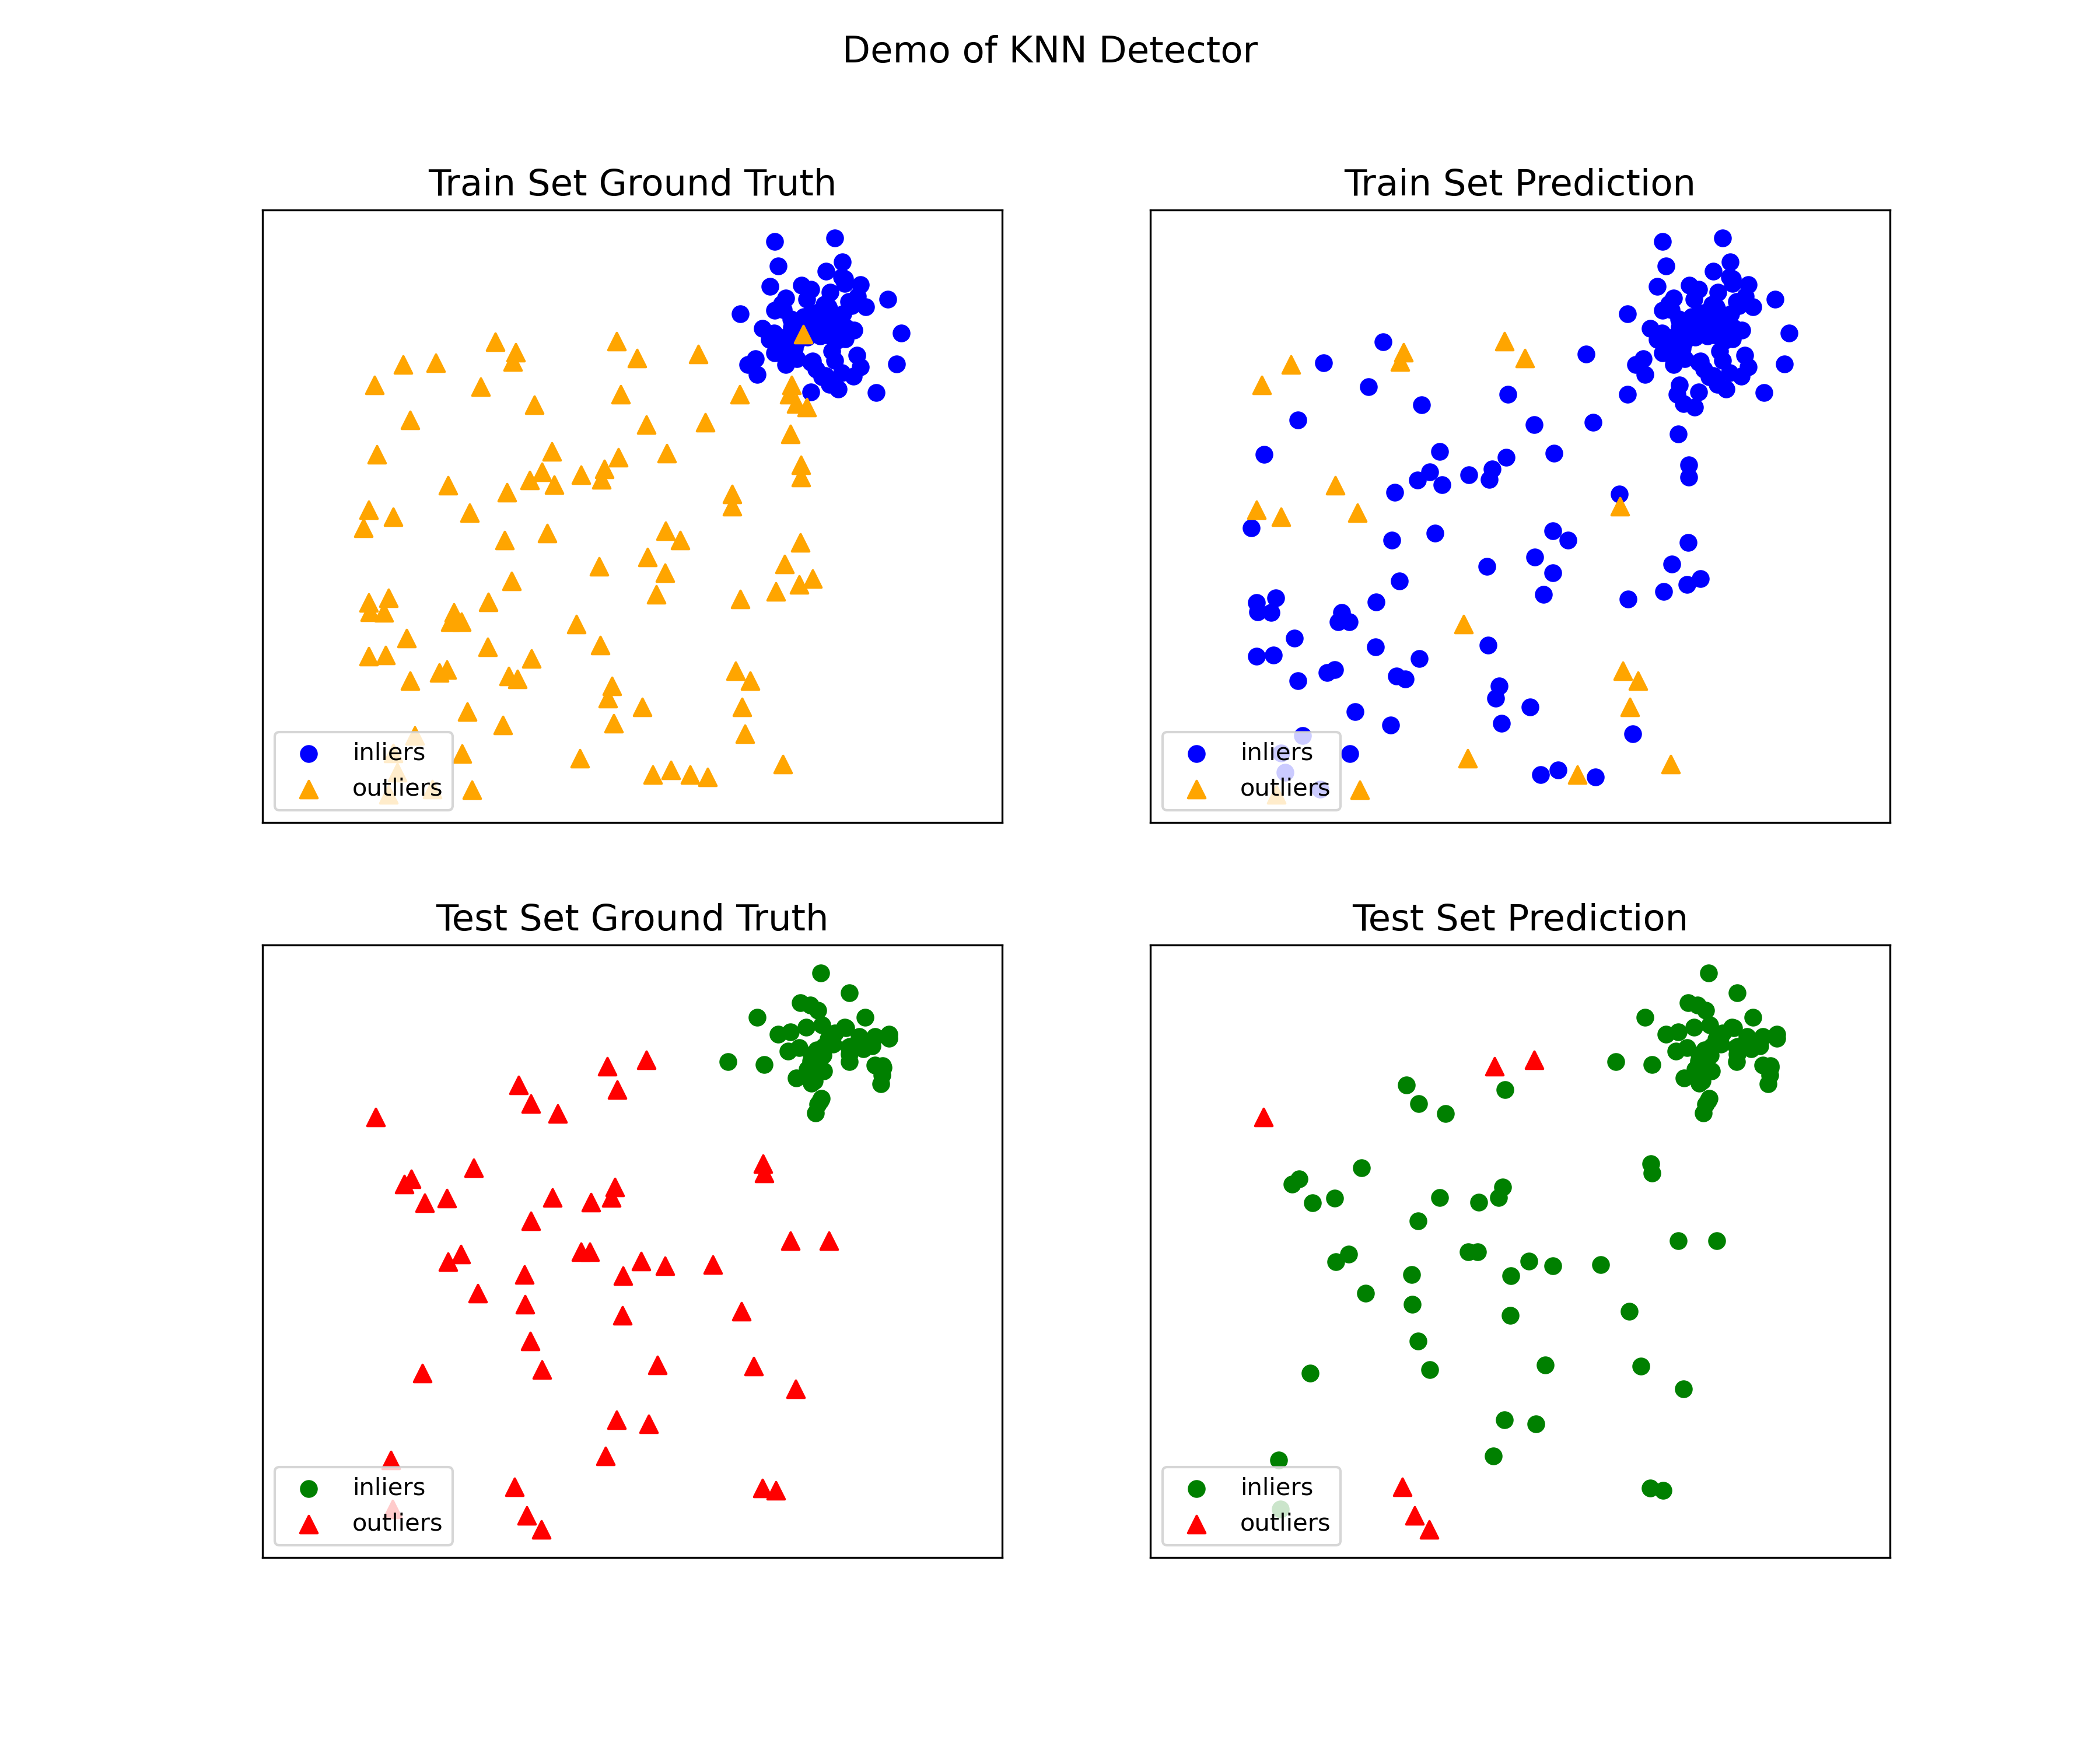 Demo of KNN Detector
Train Set Ground Truth
inliers
outliers
Train Set Prediction
inliers
outliers
Test Set Ground Truth
inliers
outliers
Test Set Prediction
inliers
outliers